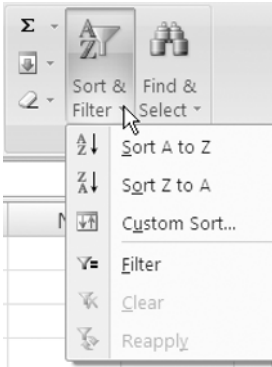 Σ
Sort & Find &
Filter Select
Sort A to Z
Sort Z to A
Custom Sort...
Filter
Clear
Reapply
N